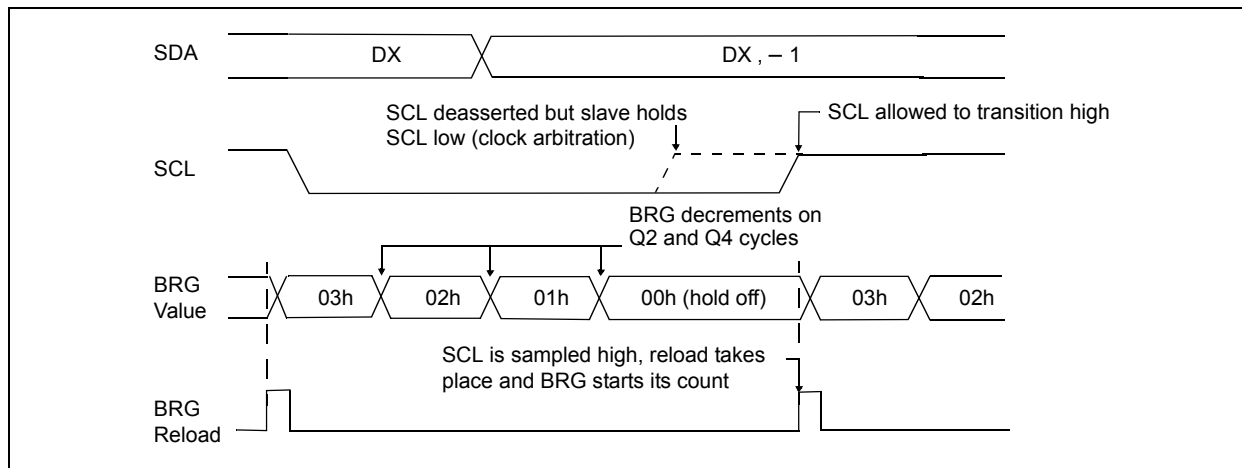 SDA
DX
DX , – 1
SCL deasserted but slave holds
SCL low (clock arbitration)
SCL allowed to transition high
SCL
BRG decrements on
Q2 and Q4 cycles
BRG
Value
03h
02h
01h
00h (hold off)
03h
02h
SCL is sampled high, reload takes
place and BRG starts its count
BRG
Reload